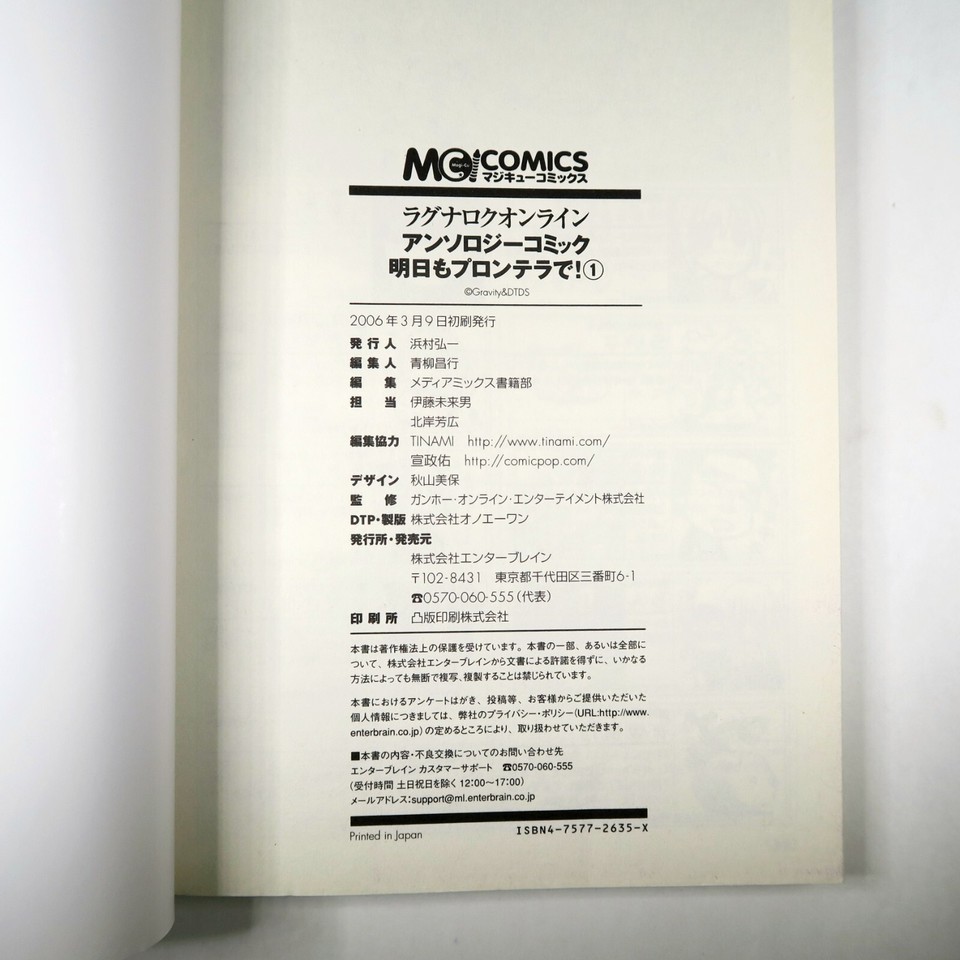 MGCOMICS
Magi-Cu
マジキューコミックス
ラグナロクオンライン
アンソロジーコミック
明日もプロンテラで!①
©Gravity&DTDS
2006年3月9日初刷発行
発行人 浜村弘一
編集人 青柳昌行
編集 メディアミックス書籍部
担当 伊藤未来男
北岸芳広
編集協力 TINAMI http://www.tinami.com/
宣政佑 http://comicpop.com/
デザイン 秋山美保
監修 ガンホー・オンライン・エンターテイメント株式会社
DTP・製版 株式会社オノエーワン
発行所・発売元
株式会社エンターブレイン
〒102-8431 東京都千代田区三番町6-1
☎0570-060-555(代表)
印刷所 凸版印刷株式会社
本書は著作権法上の保護を受けています。本書の一部、あるいは全部に
ついて、株式会社エンターブレインから文書による許諾を得ずに、いかなる
方法によっても無断で複写、複製することは禁じられています。
本書におけるアンケートはがき、投稿等、お客様からご提供いただいた
個人情報につきましては、弊社のプライバシー・ポリシー(URL:http://www.
enterbrain.co.jp)の定めるところにより、取り扱わせていただきます。
■本書の内容・不良交換についてのお問い合わせ先
エンターブレイン カスタマーサポート ☎0570-060-555
(受付時間 土日祝日を除く 12:00～17:00)
メールアドレス:support@ml.enterbrain.co.jp
Printed in Japan
ISBN4-7577-2635-X